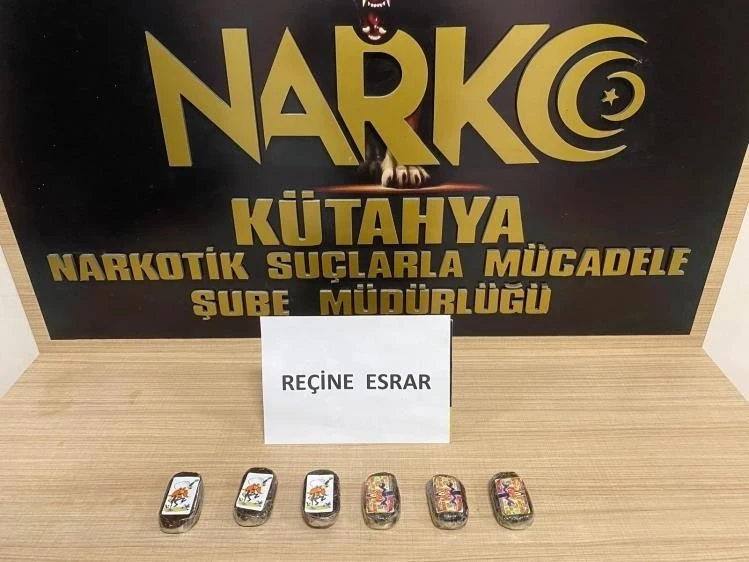 NARKO
KÜTAHYA
NARKOTİK SUÇLARLA MÜCADELE
ŞUBE MÜDÜRLÜĞÜ
REÇİNE ESRAR